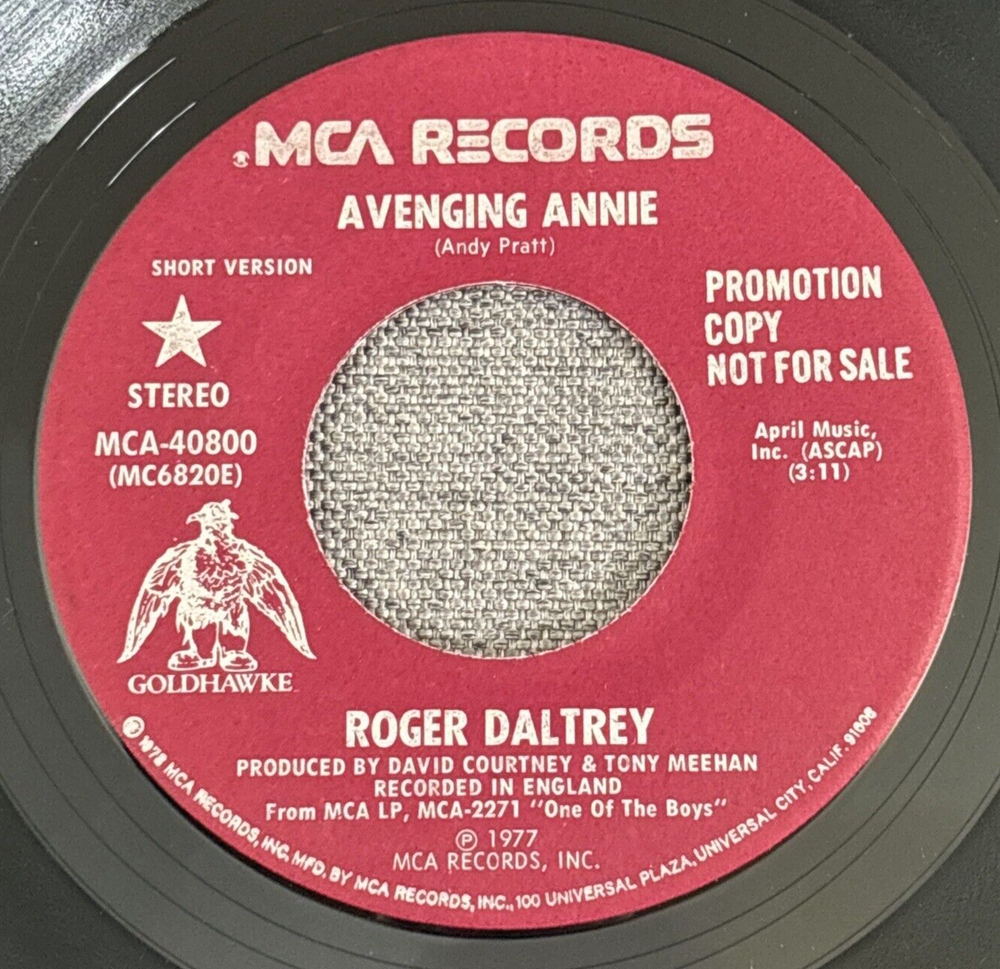 MCA RECORDS
AVENGING ANNIE
(Andy Pratt)
SHORT VERSION
STEREO
MCA-40800
(MC6820E)
PROMOTION
COPY
NOT FOR SALE
April Music,
Inc. (ASCAP)
(3:11)
GOLDHAWKE
ROGER DALTREY
PRODUCED BY DAVID COURTNEY & TONY MEEHAN
RECORDED IN ENGLAND
From MCA LP, MCA-2271 "One Of The Boys"
℗ 1977
MCA RECORDS, INC.
© 1978 MCA RECORDS, INC. MFD. BY MCA RECORDS, INC., 100 UNIVERSAL PLAZA, UNIVERSAL CITY, CALIF. 91608